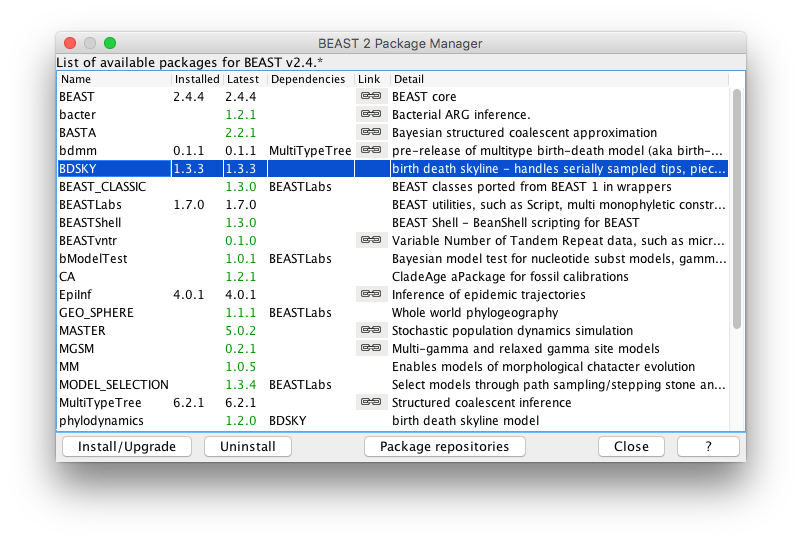 BEAST 2 Package Manager
List of available packages for BEAST v2.4.*
Name Installed Latest Dependencies Link Detail
BEAST 2.4.4 2.4.4 BEAST core
bacter 1.2.1 Bacterial ARG inference.
BASTA 2.2.1 Bayesian structured coalescent approximation
bdmm 0.1.1 0.1.1 MultiTypeTree pre-release of multitype birth-death model (aka birth-...
BDSKY 1.3.3 1.3.3 birth death skyline - handles serially sampled tips, piec...
BEAST_CLASSIC 1.3.0 BEASTLabs BEAST classes ported from BEAST 1 in wrappers
BEASTLabs 1.7.0 1.7.0 BEAST utilities, such as Script, multi monophyletic constr...
BEASTShell 1.3.0 BEAST Shell - BeanShell scripting for BEAST
BEASTvntr 0.1.0 Variable Number of Tandem Repeat data, such as micr...
bModelTest 1.0.1 BEASTLabs Bayesian model test for nucleotide subst models, gamm...
CA 1.2.1 CladeAge aPackage for fossil calibrations
EpiInf 4.0.1 4.0.1 Inference of epidemic trajectories
GEO_SPHERE 1.1.1 BEASTLabs Whole world phylogeography
MASTER 5.0.2 Stochastic population dynamics simulation
MGSM 0.2.1 Multi-gamma and relaxed gamma site models
MM 1.0.5 Enables models of morphological chatacter evolution
MODEL_SELECTION 1.3.4 BEASTLabs Select models through path sampling/stepping stone an...
MultiTypeTree 6.2.1 6.2.1 Structured coalescent inference
phylodynamics 1.2.0 BDSKY birth death skyline model
Install/Upgrade Uninstall Package repositories Close ?